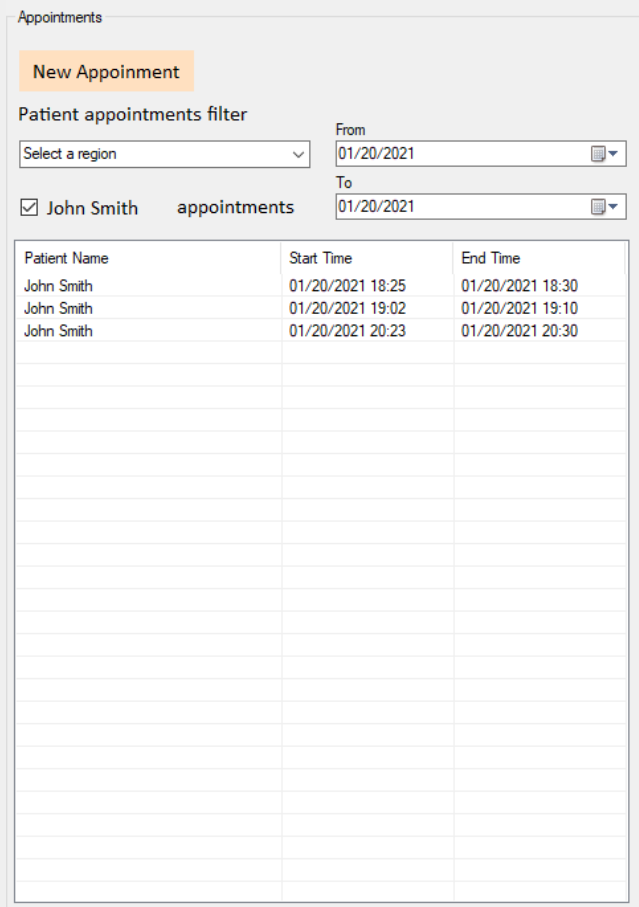 Appointments
New Appoinment
Patient appointments filter
From
Select a region
01/20/2021
To
John Smith appointments
01/20/2021
Patient Name Start Time End Time
John Smith 01/20/2021 18:25 01/20/2021 18:30
John Smith 01/20/2021 19:02 01/20/2021 19:10
John Smith 01/20/2021 20:23 01/20/2021 20:30